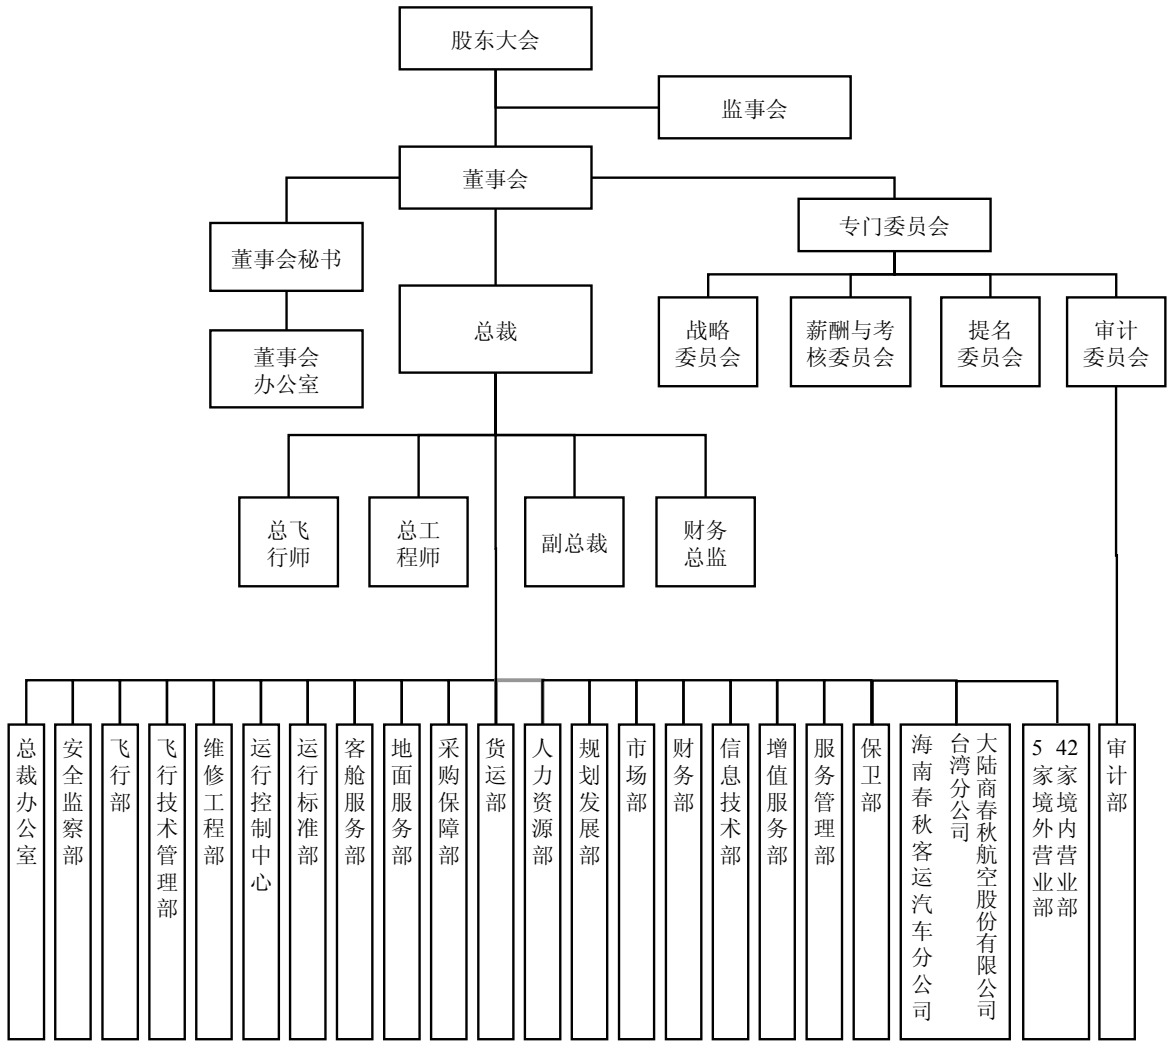 股东大会
监事会
董事会
专门委员会
董事会秘书
总裁
战略
委员会
薪酬与考
核委员会
提名
委员会
审计
委员会
董事会
办公室
总飞
行师
总工
程师
副总裁
财务
总监
总裁办公室
安全监察部
飞行部
飞行技术管理部
维修工程部
运行控制中心
运行标准部
客舱服务部
地面服务部
采购保障部
货运部
人力资源部
规划发展部
市场部
财务部
信息技术部
增值服务部
服务管理部
保卫部
海南春秋客运汽车分公司
大陆商春秋航空股份有限公司
台湾分公司
42家境内营业部
5家境外营业部
审计部